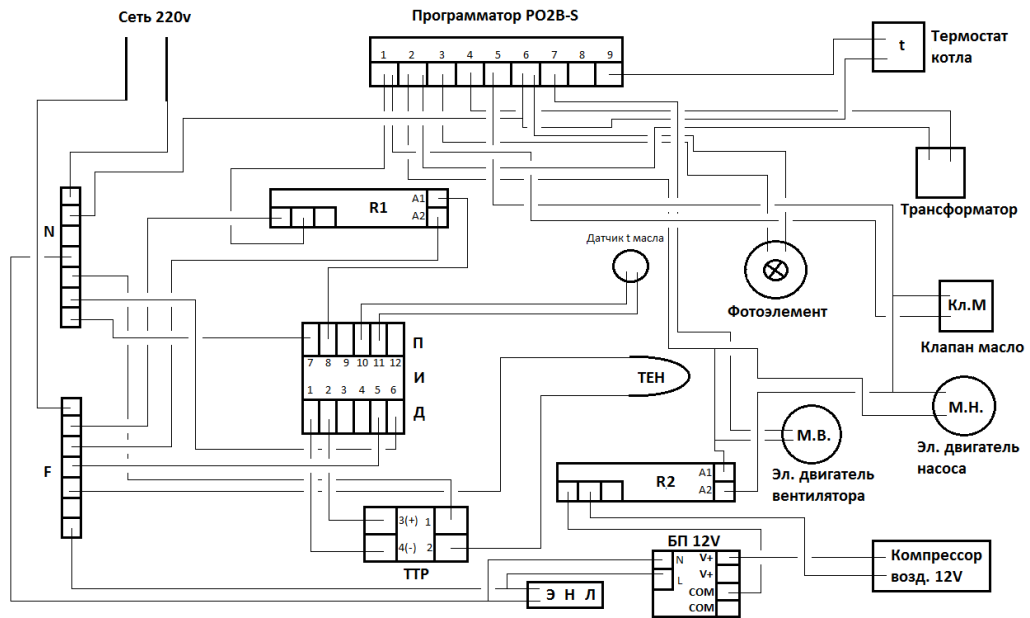 Сеть 220v
Программатор PO2B-S
1 2 3 4 5 6 7 8 9
t
Термостат
котла
Трансформатор
R1
A1
A2
N
Датчик t масла
Фотоэлемент
Кл.М
Клапан масло
П
7 8 9 10 11 12
И
1 2 3 4 5 6
Д
ТЕН
М.Н.
Эл. двигатель
насоса
М.В.
Эл. двигатель
вентилятора
F
R2
A1
A2
3(+) 1
4(-) 2
ТТР
БП 12V
N V+
L V+
COM
COM
Э Н Л
Компрессор
возд. 12V